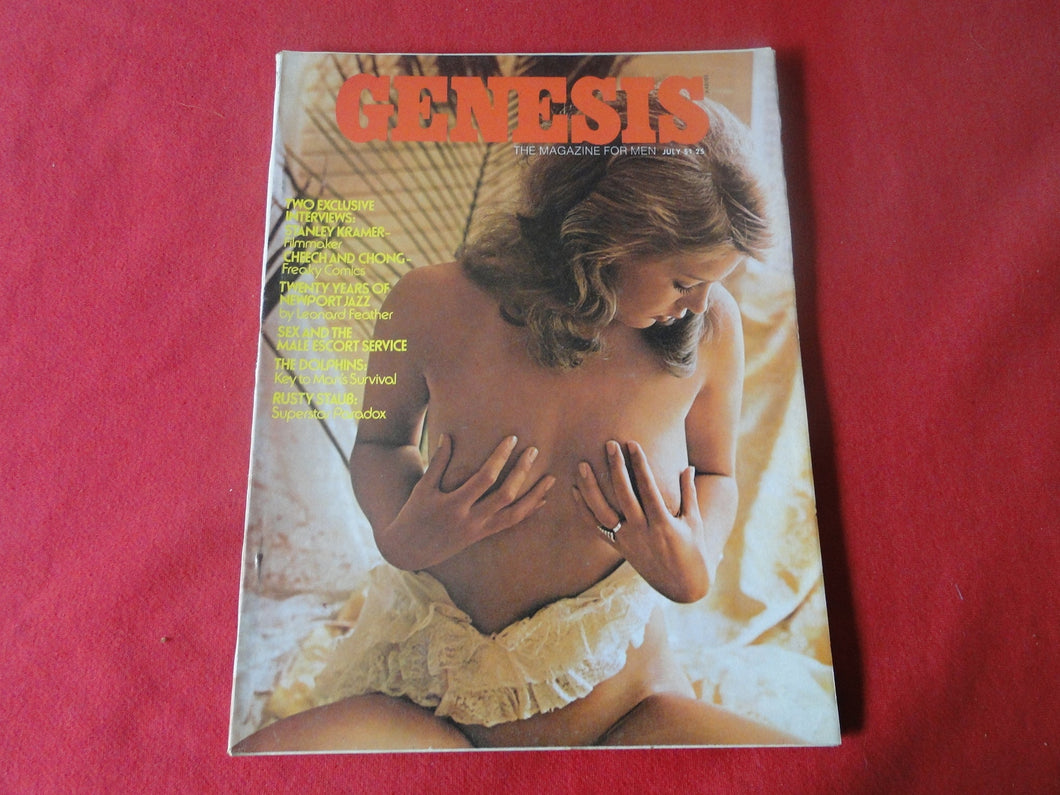 GENESIS
THE MAGAZINE FOR MEN JULY $1.25
TWO EXCLUSIVE
INTERVIEWS:
STANLEY KRAMER–
Filmmaker
CHEECH AND CHONG–
Freaky Comics
TWENTY YEARS OF
NEWPORT JAZZ
by Leonard Feather
SEX AND THE
MALE ESCORT SERVICE
THE DOLPHINS:
Key to Man's Survival
RUSTY STAUB:
Superstar Paradox